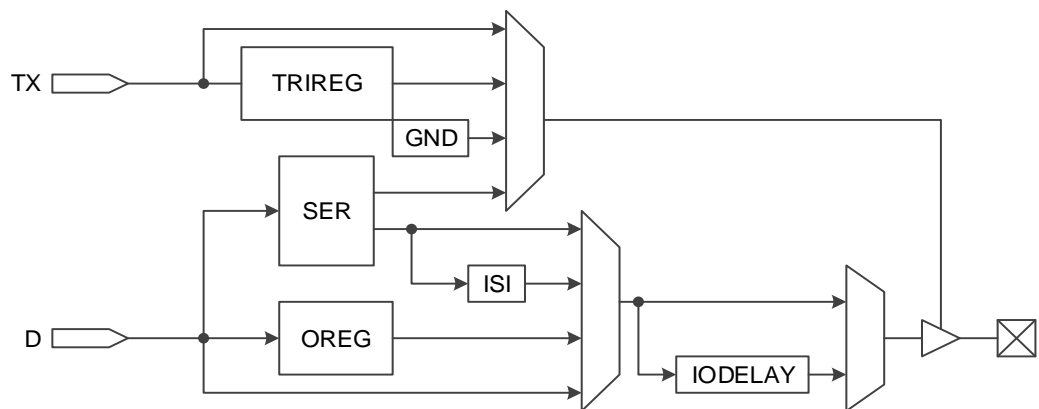 TX
TRIREG
GND
SER
ISI
D
OREG
IODELAY